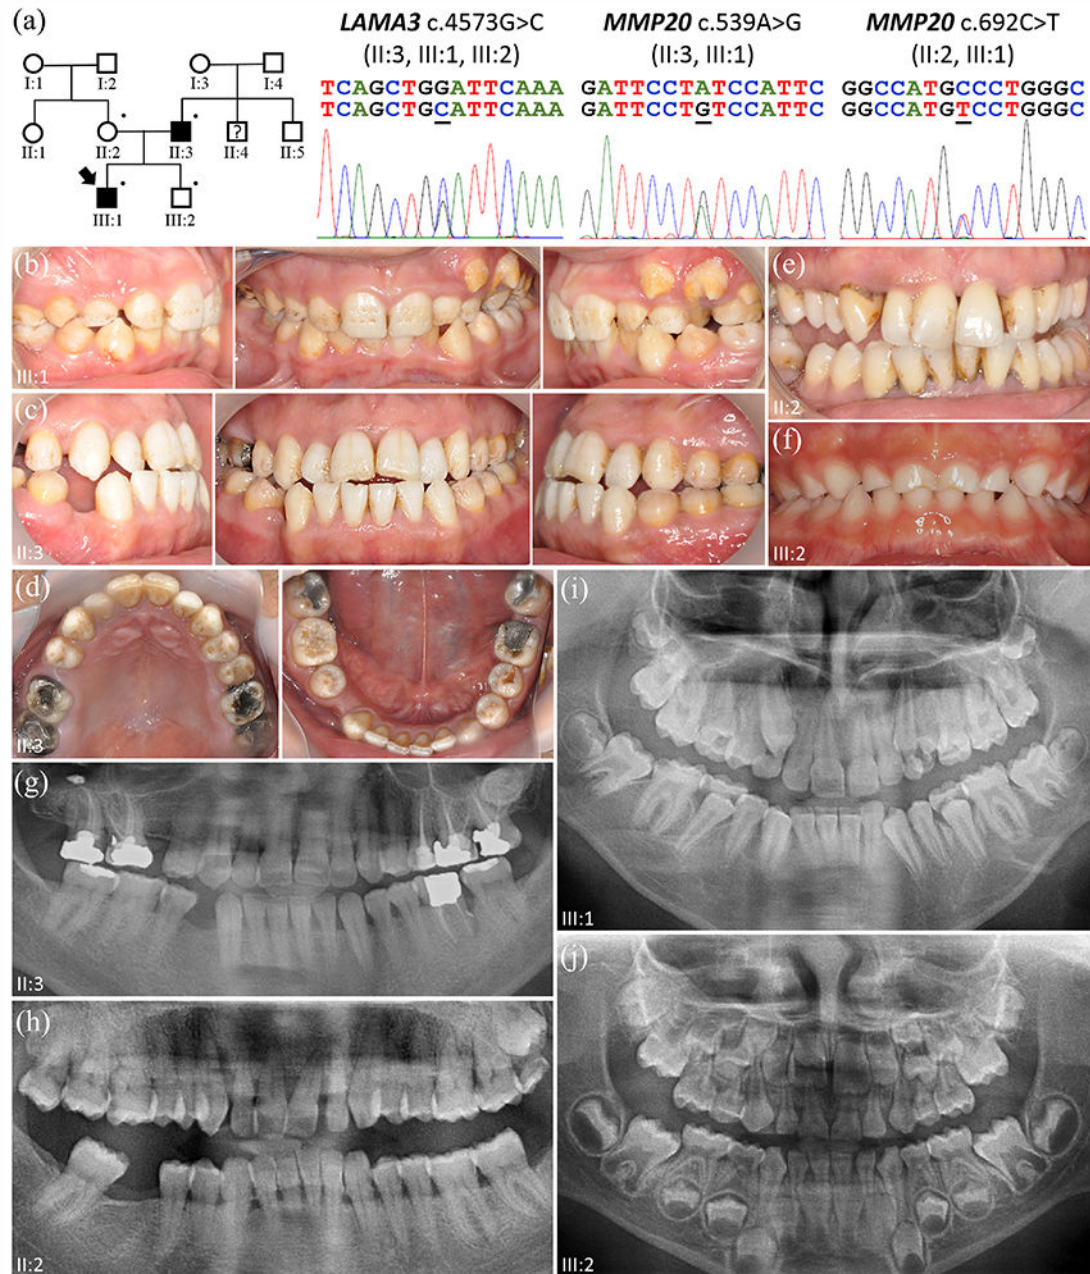 (a)
LAMA3 c.4573G>C
(II:3, III:1, III:2)
TCAGCTGGATTCAAA
TCAGCTGCATTCAAA
MMP20 c.539A>G
(II:3, III:1)
GATTCCTATCCATTC
GATTCCTGTCCATTC
MMP20 c.692C>T
(II:2, III:1)
GGCCATGCCCTGGGC
GGCCATGTCCTGGGC
I:1
I:2
I:3
I:4
?
II:1
II:2
II:3
II:4
II:5
III:1
III:2
(b)
III:1
(e)
II:2
(c)
II:3
(f)
III:2
(d)
II:3
(i)
III:1
(g)
II:3
(j)
III:2
(h)
II:2